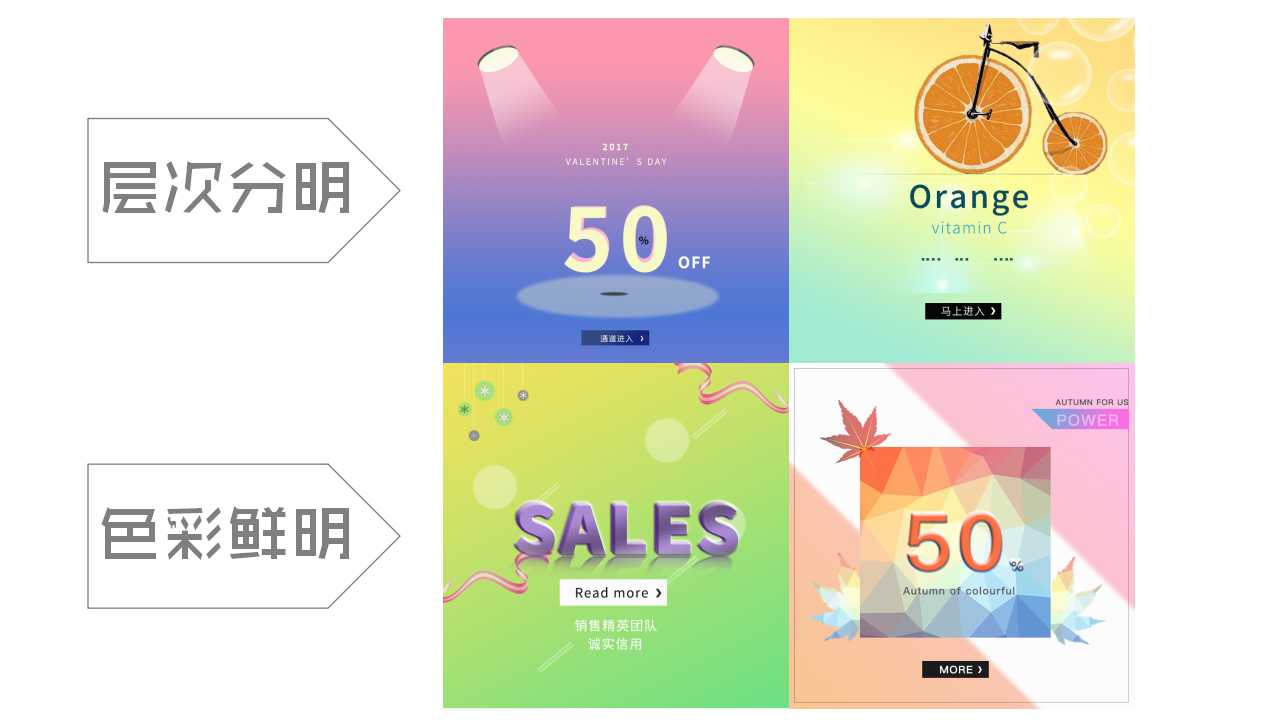 层次分明
2017
VALENTINE' S DAY
50
%
OFF
通道进入 ›
Orange
vitamin C
马上进入 ›
色彩鲜明
SALES
Read more ›
销售精英团队
诚实信用
AUTUMN FOR US
POWER
50
%
Autumn of colourful
MORE ›